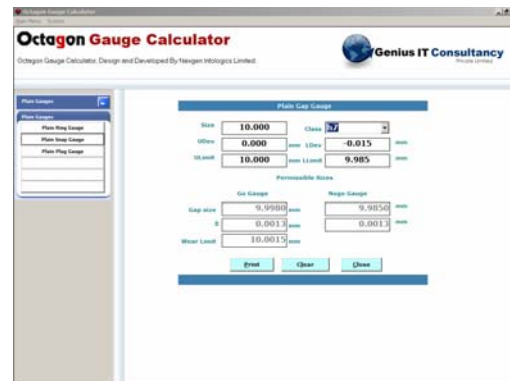 Octagon Gauge Calculator
Main Menu System
Octagon Gauge Calculator
Genius IT Consultancy
Private Limited
Octagon Gauge Calculator, Design and Developed By Nexgen Infologics Limited.
Plain Gauges
Plain Gauges
Plain Ring Gauge
Plain Snap Gauge
Plain Plug Gauge
Plain Gap Gauge
Size 10.000 Class h7
UDev 0.000 mm LDev -0.015 mm
ULimit 10.000 mm LLimit 9.985 mm
Permissible Sizes
Go Gauge Nogo Gauge
Gap size 9.9980 mm 9.9850 mm
± 0.0013 mm 0.0013 mm
Wear Limit 10.0015 mm
Print Clear Close